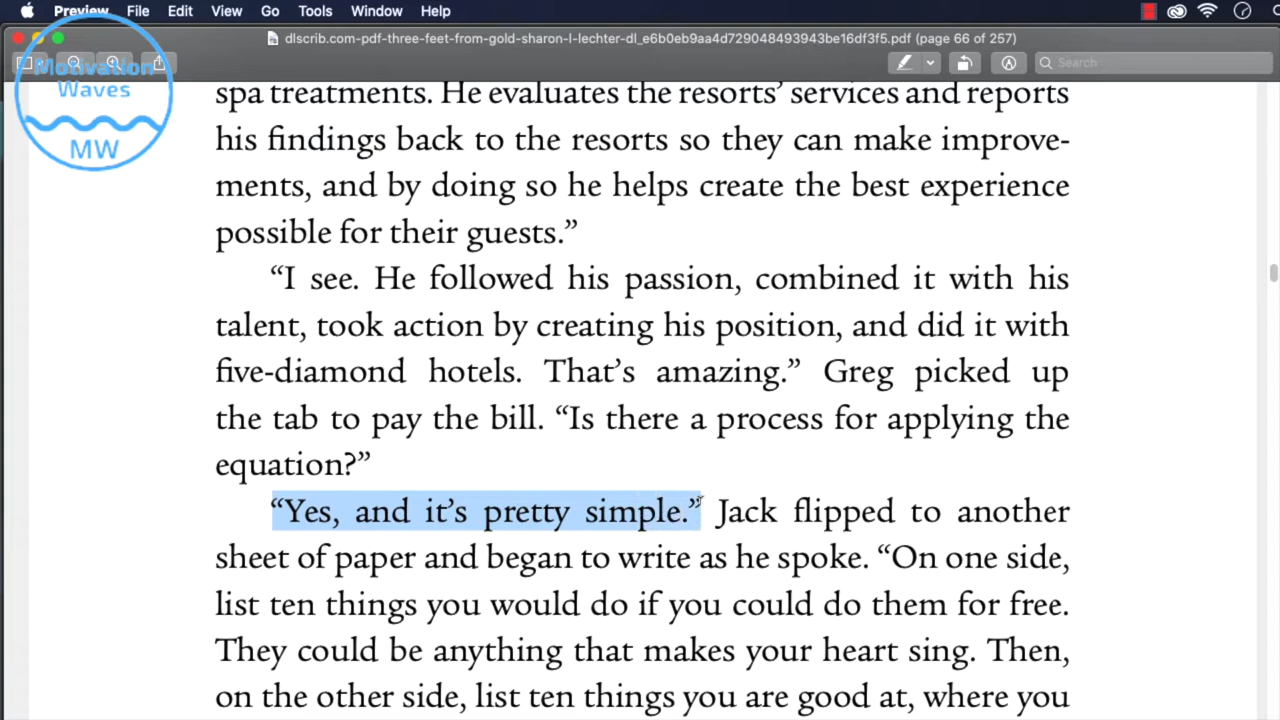 Preview File Edit View Go Tools Window Help
dlscrib.com-pdf-three-feet-from-gold-sharon-l-lechter-dl_e6b0eb9aa4d729048493943be16df3f5.pdf (page 66 of 257)
Search
Motivation
Waves
MW
spa treatments. He evaluates the resorts’ services and reports
his findings back to the resorts so they can make improve-
ments, and by doing so he helps create the best experience
possible for their guests.”
“I see. He followed his passion, combined it with his
talent, took action by creating his position, and did it with
five-diamond hotels. That’s amazing.” Greg picked up
the tab to pay the bill. “Is there a process for applying the
equation?”
“Yes, and it’s pretty simple.” Jack flipped to another
sheet of paper and began to write as he spoke. “On one side,
list ten things you would do if you could do them for free.
They could be anything that makes your heart sing. Then,
on the other side, list ten things you are good at, where you